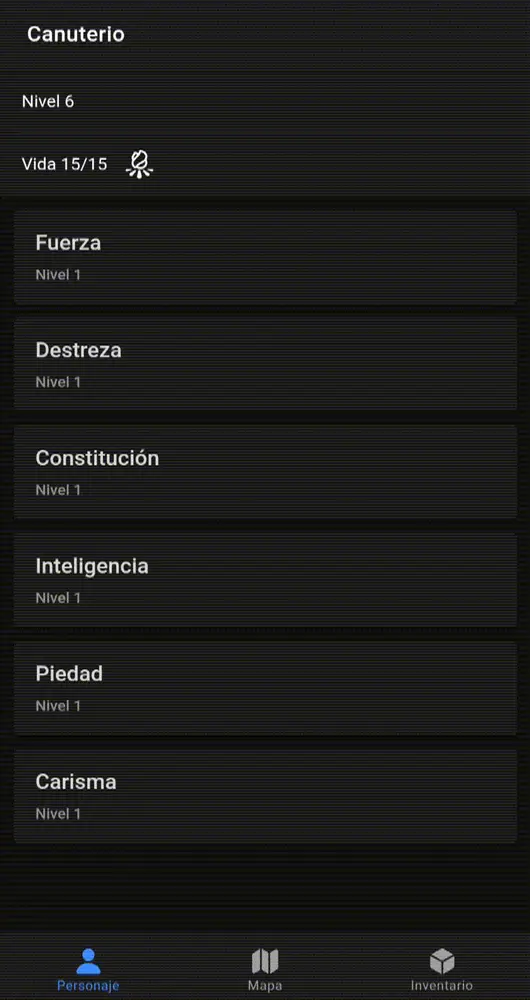 Canuterio
Nivel 6
Vida 15/15
Fuerza
Nivel 1
Destreza
Nivel 1
Constitución
Nivel 1
Inteligencia
Nivel 1
Piedad
Nivel 1
Carisma
Nivel 1
Personaje Mapa Inventario